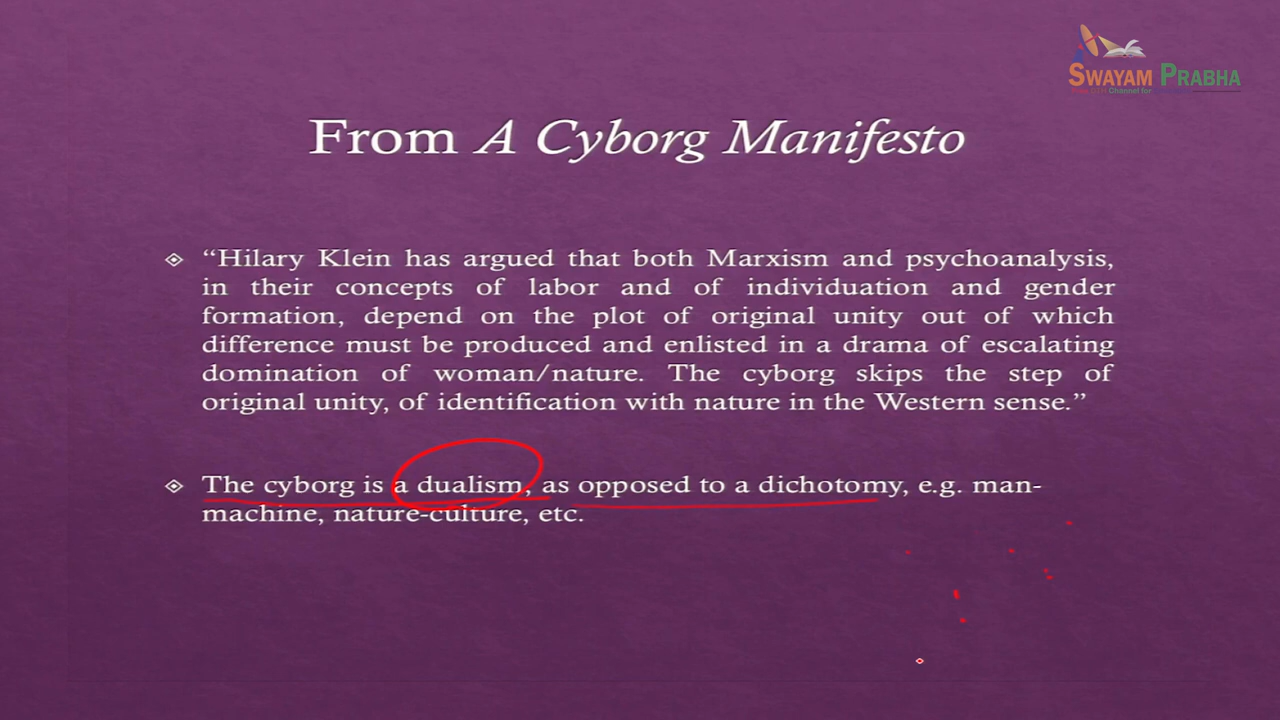 SWAYAM PRABHA
From A Cyborg Manifesto
“Hilary Klein has argued that both Marxism and psychoanalysis,
in their concepts of labor and of individuation and gender
formation, depend on the plot of original unity out of which
difference must be produced and enlisted in a drama of escalating
domination of woman/nature. The cyborg skips the step of
original unity, of identification with nature in the Western sense.”
The cyborg is a dualism, as opposed to a dichotomy, e.g. man-
machine, nature-culture, etc.